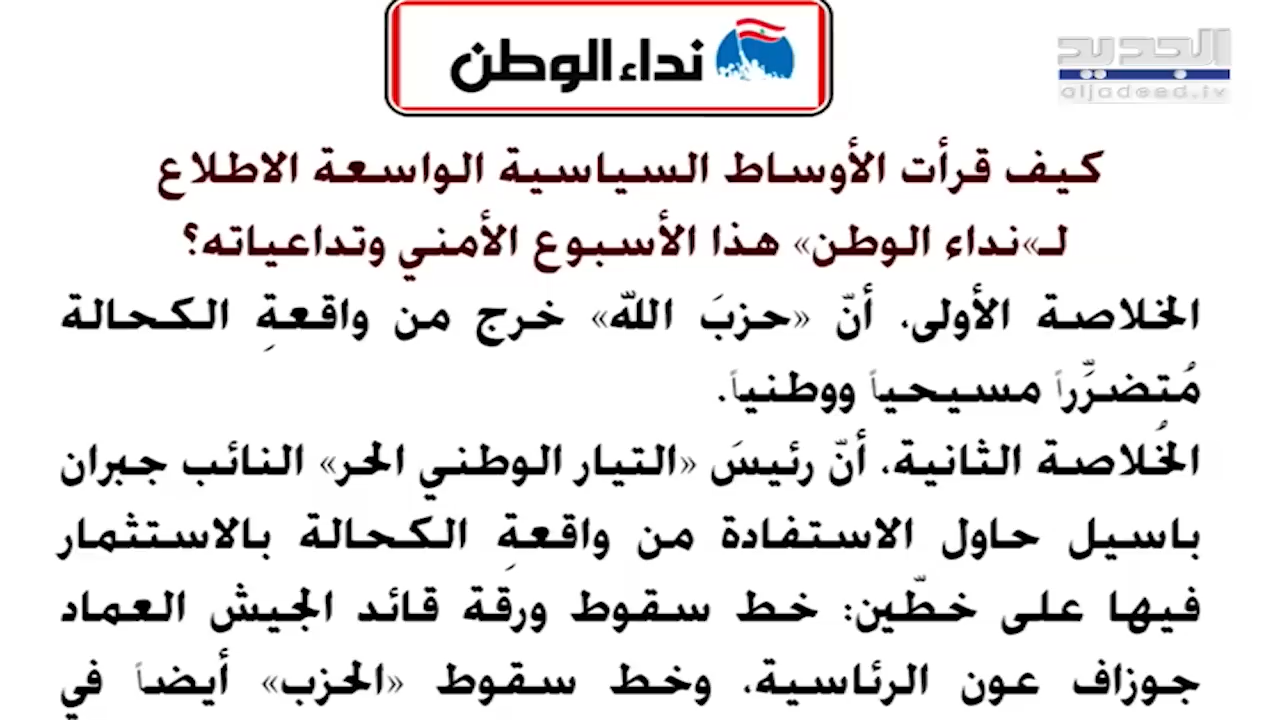 نداء الوطن
الجديد
aljadeed.tv
كيف قرأت الأوساط السياسية الواسعة الاطلاع
لـ»نداء الوطن» هذا الأسبوع الأمني وتداعياته؟
الخلاصة الأولى، أنّ «حزبَ اللّه» خرج من واقعةِ الكحالة
مُتضرِّراً مسيحياً ووطنياً.
الخُلاصة الثانية، أنّ رئيسَ «التيار الوطني الحر» النائب جبران
باسيل حاول الاستفادة من واقعةِ الكحالة بالاستثمار
فيها على خطّين: خط سقوط ورقة قائد الجيش العماد
جوزاف عون الرئاسية، وخط سقوط «الحزب» أيضاً في